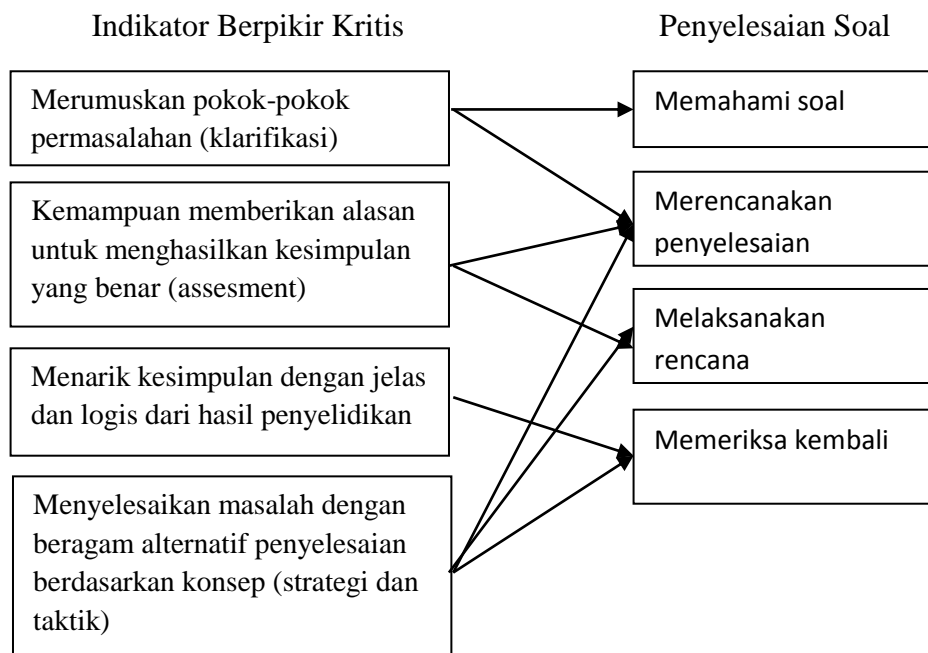 Indikator Berpikir Kritis
Merumuskan pokok-pokok
permasalahan (klarifikasi)
Kemampuan memberikan alasan
untuk menghasilkan kesimpulan
yang benar (assesment)
Menarik kesimpulan dengan jelas
dan logis dari hasil penyelidikan
Menyelesaikan masalah dengan
beragam alternatif penyelesaian
berdasarkan konsep (strategi dan
taktik)
Penyelesaian Soal
Memahami soal
Merencanakan
penyelesaian
Melaksanakan
rencana
Memeriksa kembali